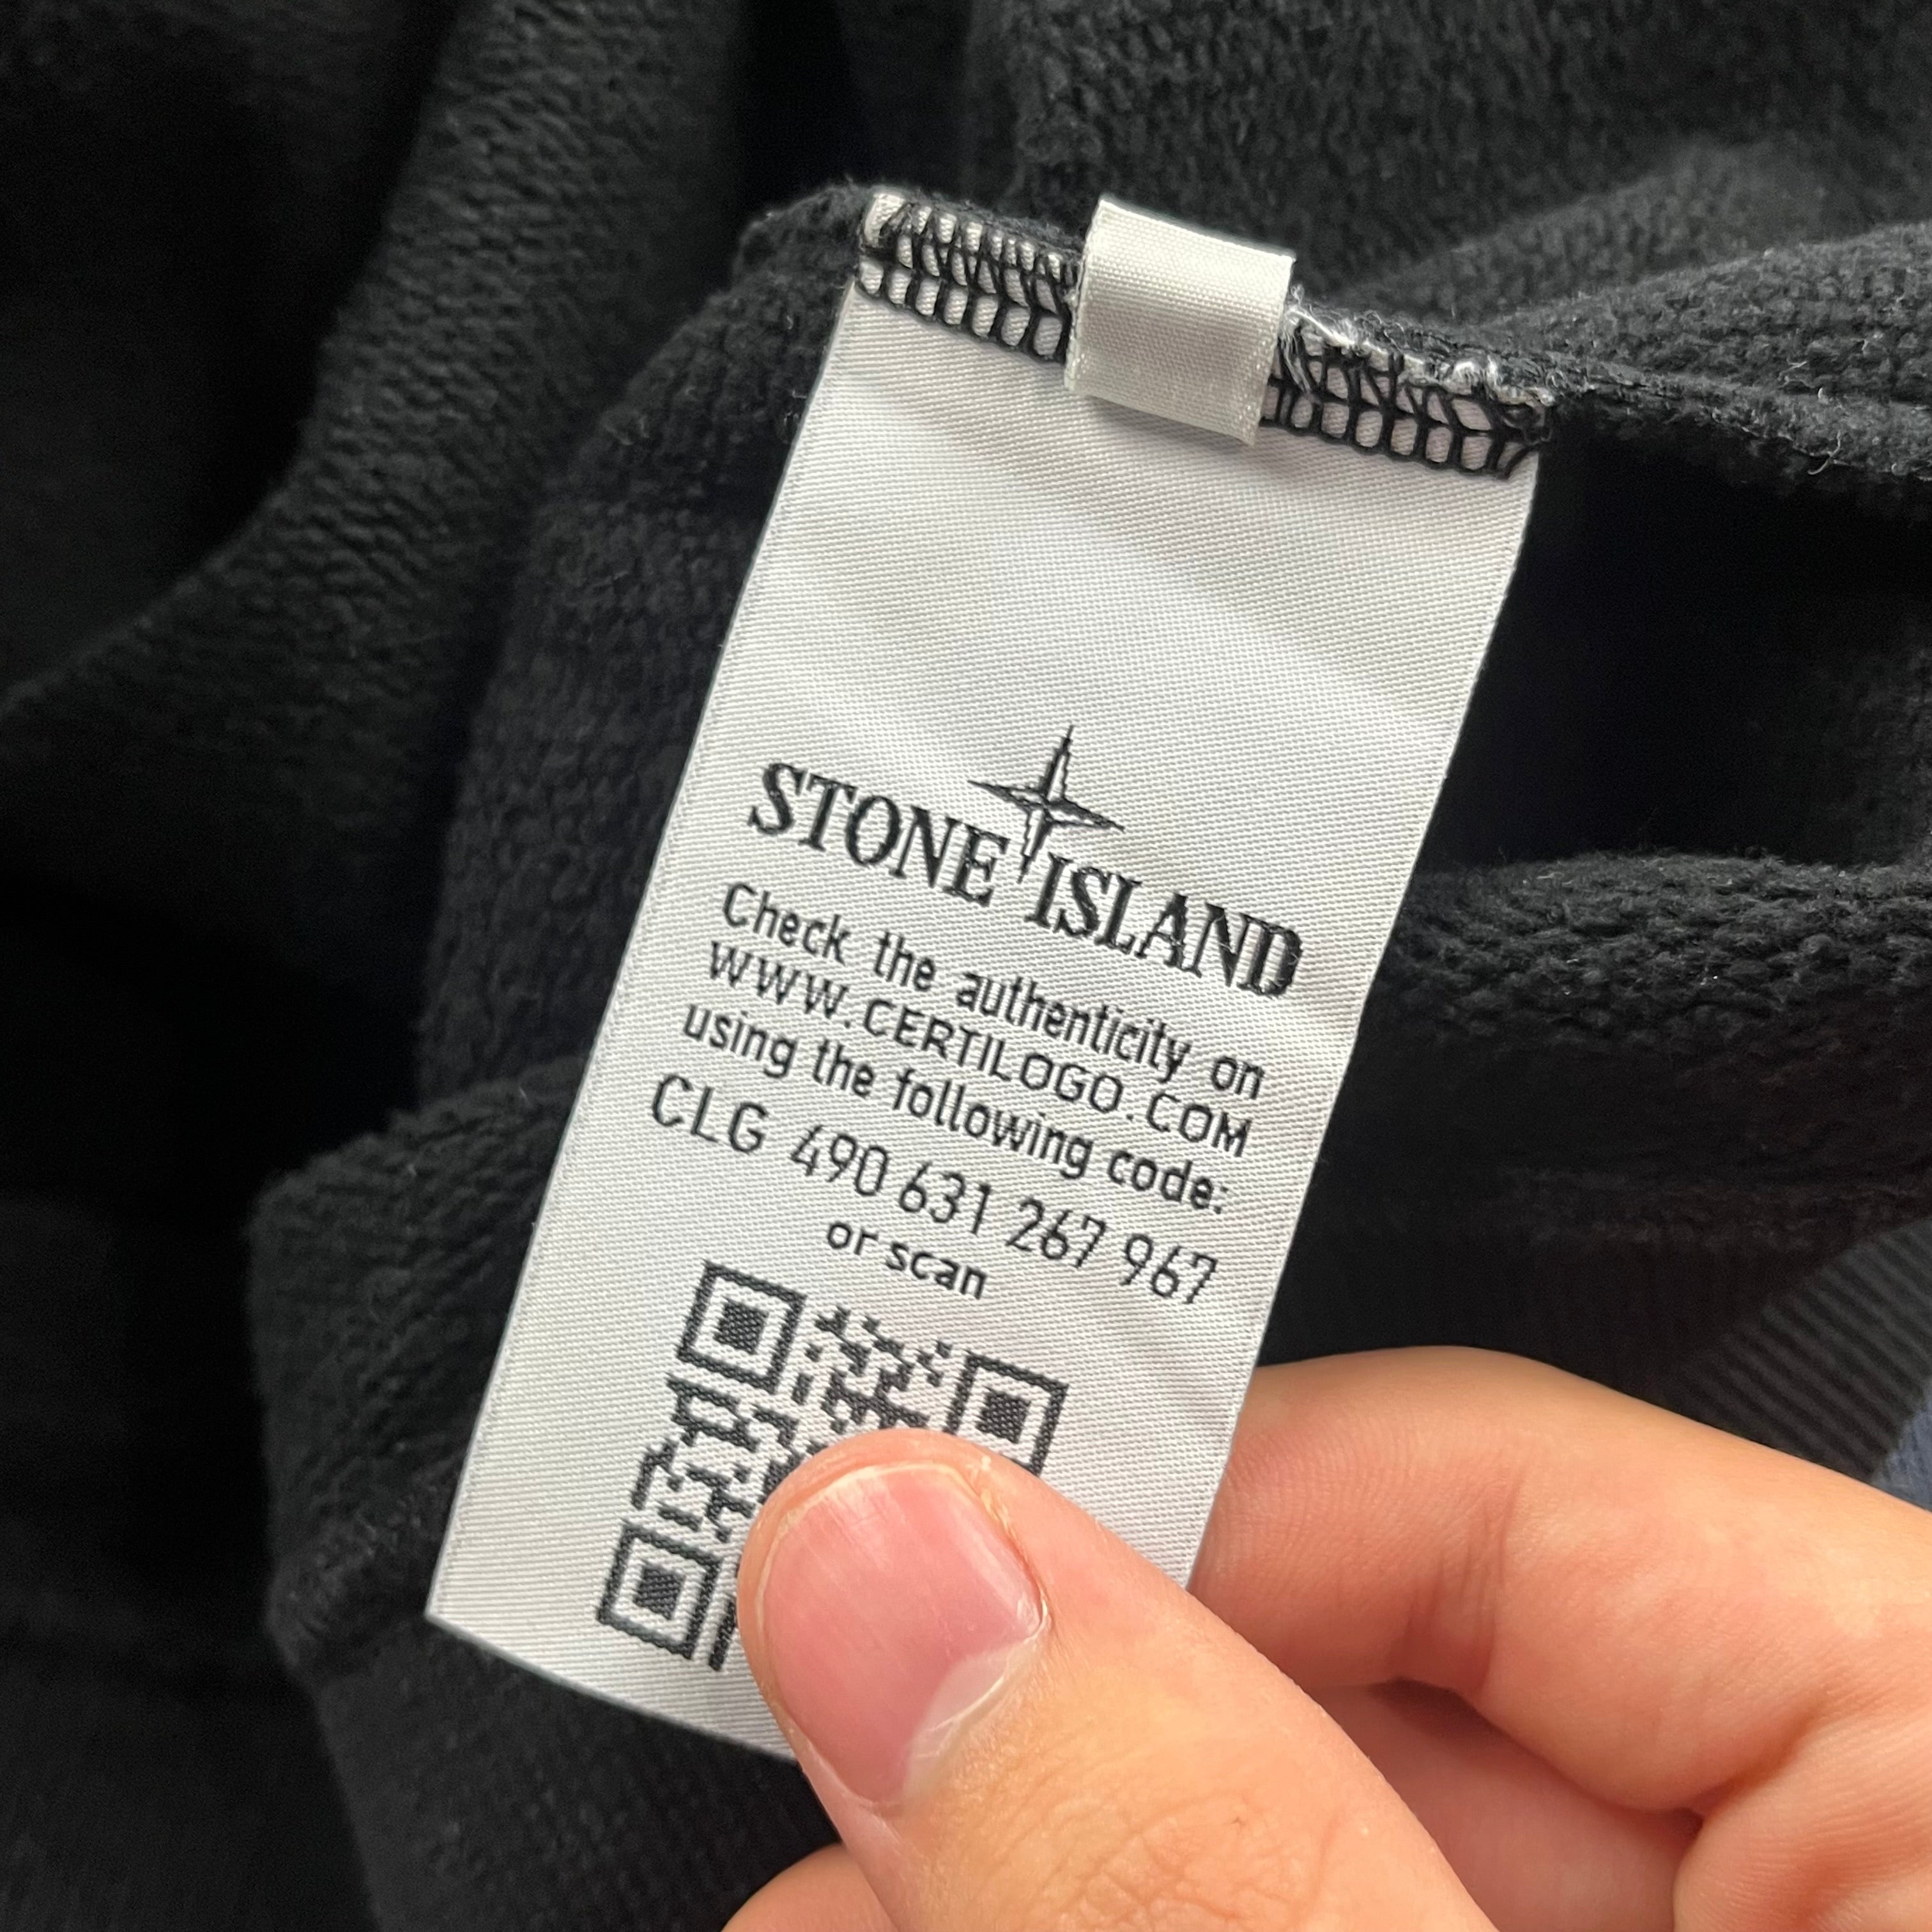 STONE ISLAND
Check the authenticity on
WWW.CERTILOGO.COM
using the following code:
CLG 490 631 267 967
or scan